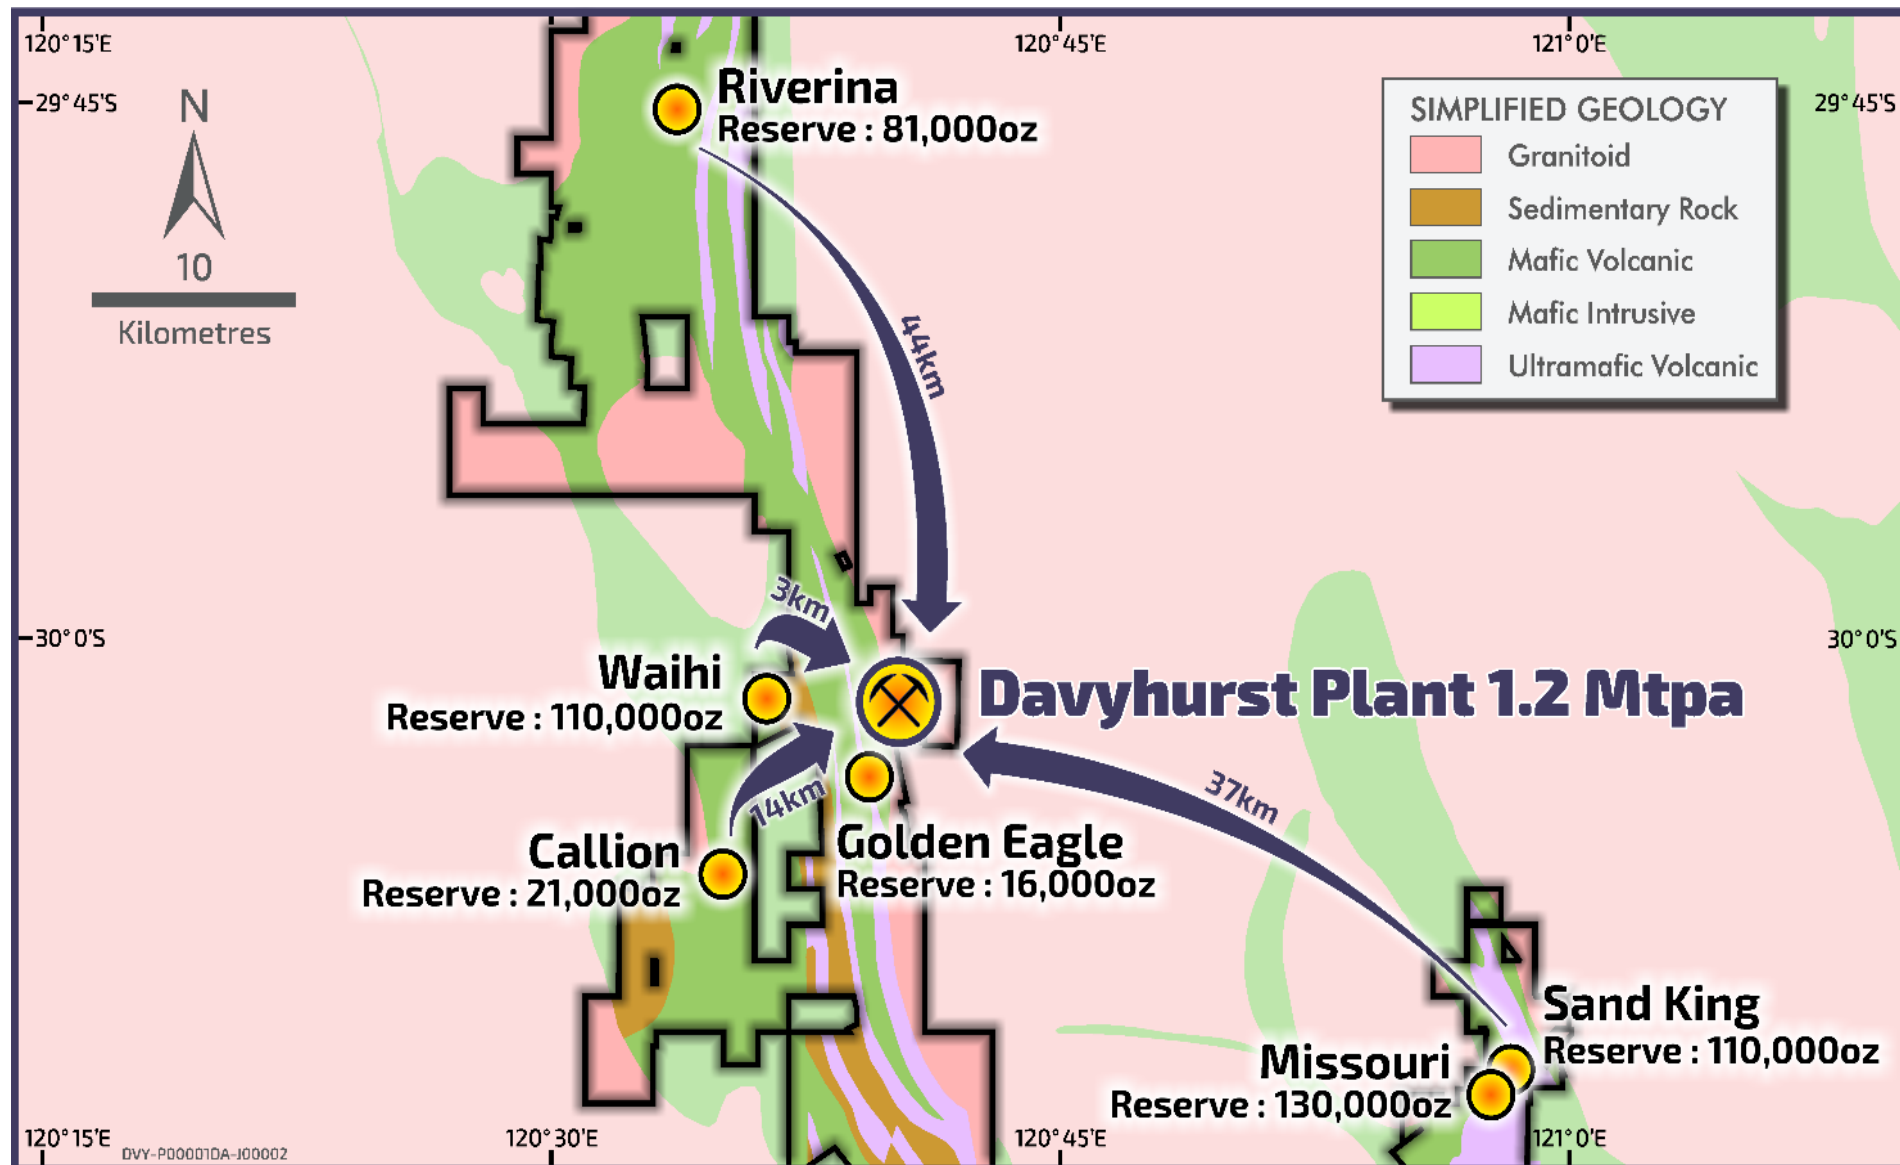 120°15'E
120°45'E
121°0'E
29°45'S
29°45'S
N
10
Kilometres
Riverina
Reserve : 81,000oz
SIMPLIFIED GEOLOGY
Granitoid
Sedimentary Rock
Mafic Volcanic
Mafic Intrusive
Ultramafic Volcanic
44km
3km
30°0'S
30°0'S
Waihi
Reserve : 110,000oz
Davyhurst Plant 1.2 Mtpa
14km
37km
Callion
Reserve : 21,000oz
Golden Eagle
Reserve : 16,000oz
Sand King
Reserve : 110,000oz
Missouri
Reserve : 130,000oz
120°15'E
DVY-P00001DA-J00002
120°30'E
120°45'E
121°0'E